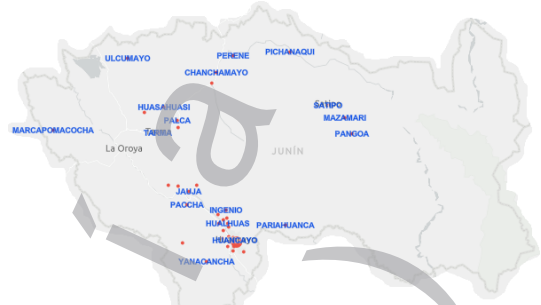 PICHANAQUI
ULCUMAYO
PERENE
CHANCHAMAYO
HUASAHUASI
SATIPO
PALCA
MAZAMARI
MARCAPOMACOCHA
TARMA
PANGOA
La Oroya
JUNÍN
JAUJA
PACCHA
INGENIO
HUALHUAS
PARIAHUANCA
HUANCAYO
YANACANCHA